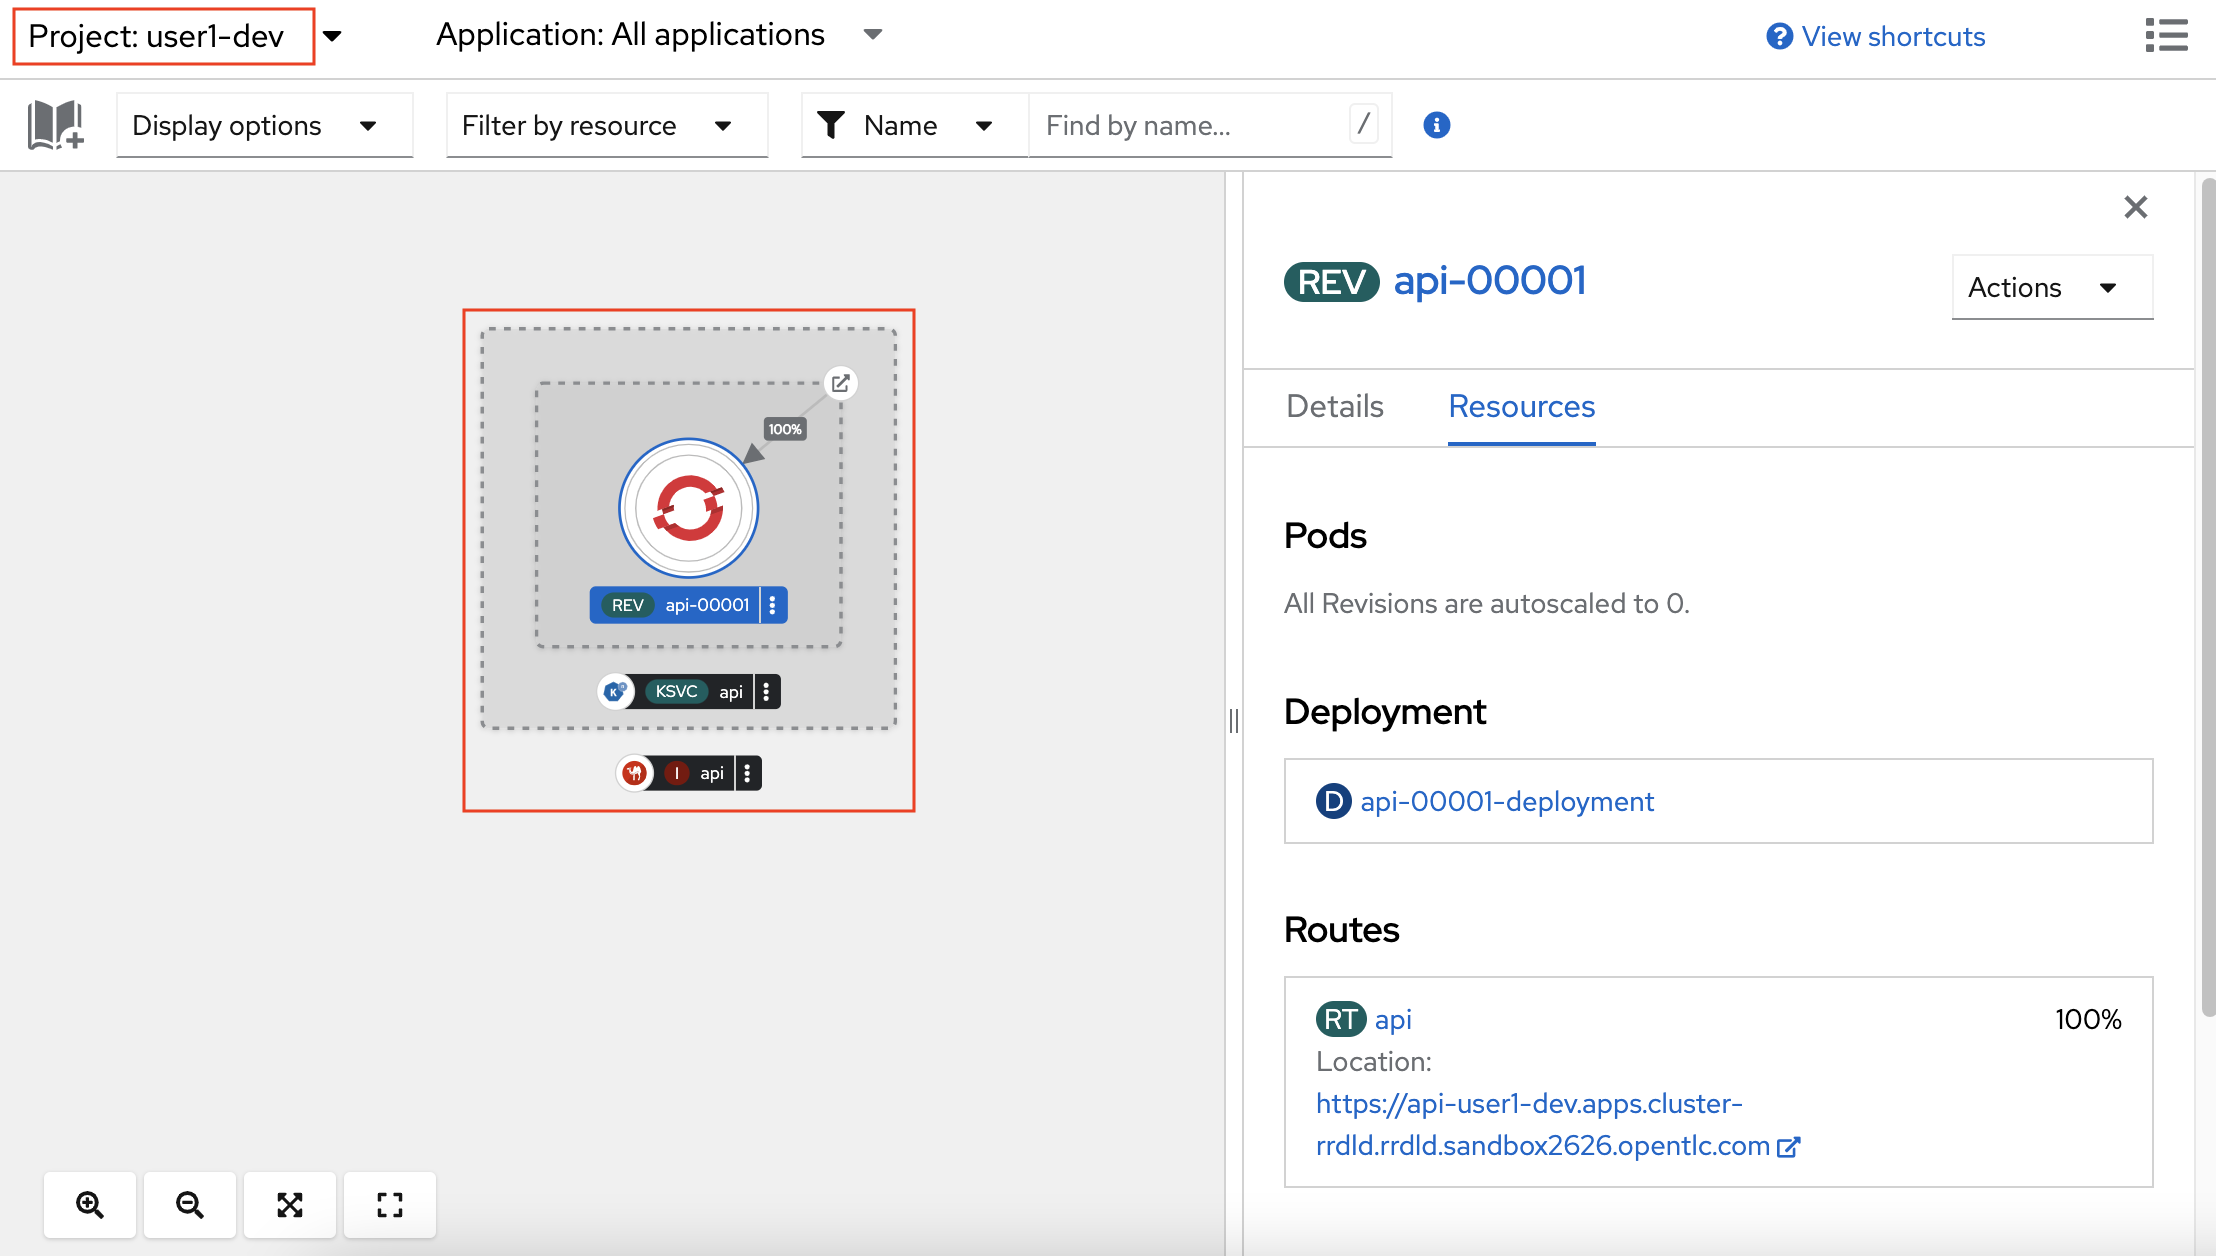 Project: user1-dev
Application: All applications
View shortcuts
Display options
Filter by resource
Name
Find by name...
/
100%
REV api-00001
KSVC api
I api
REV api-00001
Actions
Details
Resources
Pods
All Revisions are autoscaled to 0.
Deployment
D api-00001-deployment
Routes
RT api
100%
Location:
https://api-user1-dev.apps.cluster-
rrdld.rrdld.sandbox2626.opentlc.com